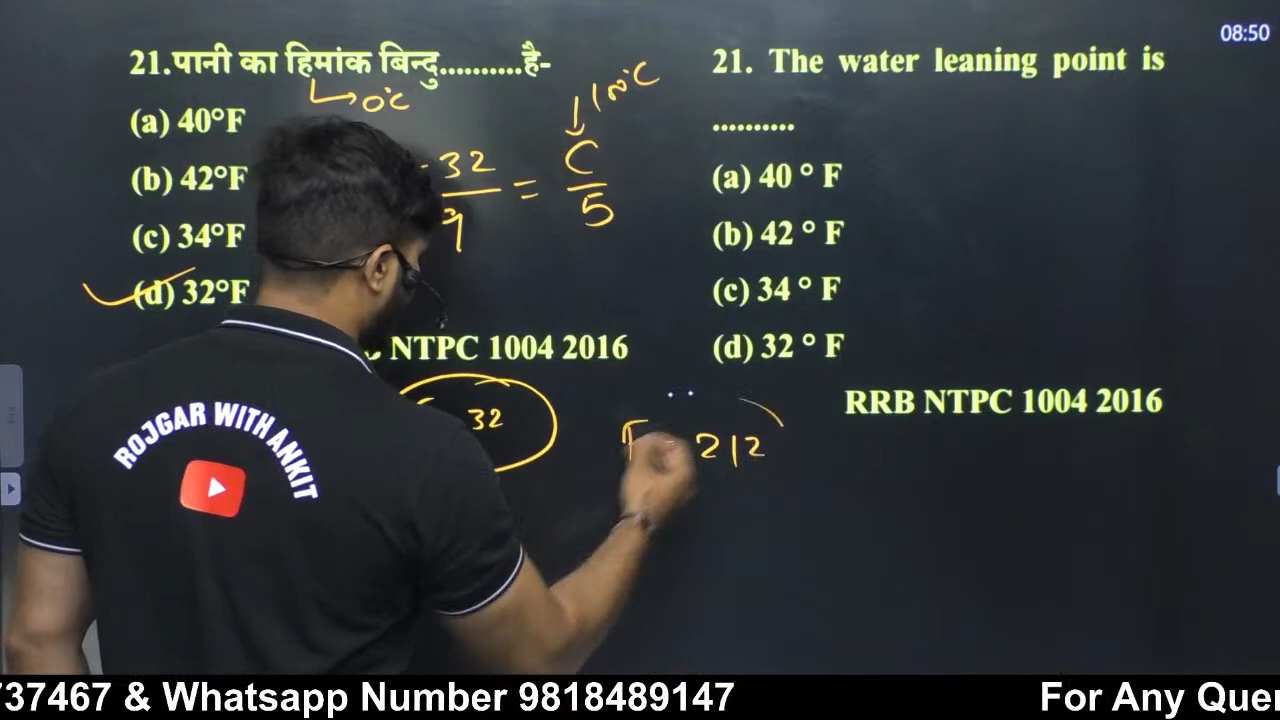 08:50
21.पानी का हिमांक बिन्दु..........है-
0°C
(a) 40°F
(b) 42°F
(c) 34°F
(d) 32°F
-32
9
=
C
5
100°C
NTPC 1004 2016
32
21. The water leaning point is
..........
(a) 40 ° F
(b) 42 ° F
(c) 34 ° F
(d) 32 ° F
RRB NTPC 1004 2016
212
ROJGAR WITH ANKIT
737467 & Whatsapp Number 9818489147
For Any Quer